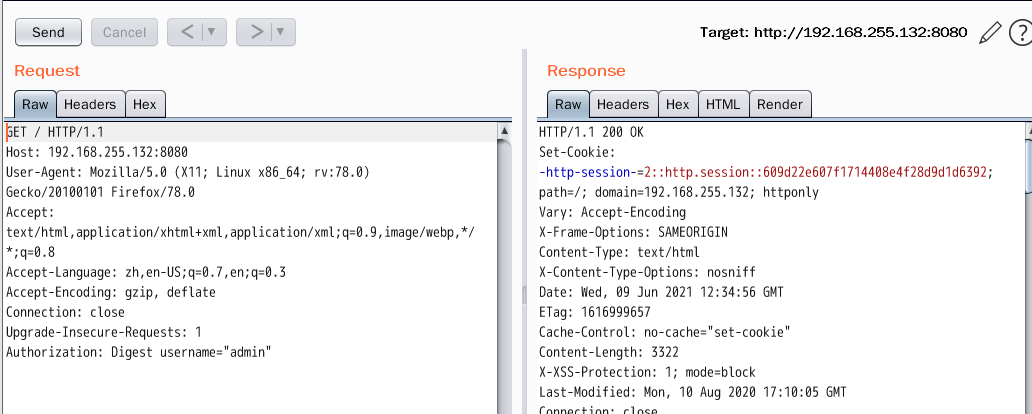 Send
Cancel
<
>
Target: http://192.168.255.132:8080
?
Request
Raw
Headers
Hex
GET / HTTP/1.1
Host: 192.168.255.132:8080
User-Agent: Mozilla/5.0 (X11; Linux x86_64; rv:78.0)
Gecko/20100101 Firefox/78.0
Accept:
text/html,application/xhtml+xml,application/xml;q=0.9,image/webp,*/
*;q=0.8
Accept-Language: zh,en-US;q=0.7,en;q=0.3
Accept-Encoding: gzip, deflate
Connection: close
Upgrade-Insecure-Requests: 1
Authorization: Digest username="admin"
Response
Raw
Headers
Hex
HTML
Render
HTTP/1.1 200 OK
Set-Cookie:
-http-session-=2::http.session::609d22e607f1714408e4f28d9d1d6392;
path=/; domain=192.168.255.132; httponly
Vary: Accept-Encoding
X-Frame-Options: SAMEORIGIN
Content-Type: text/html
X-Content-Type-Options: nosniff
Date: Wed, 09 Jun 2021 12:34:56 GMT
ETag: 1616999657
Cache-Control: no-cache="set-cookie"
Content-Length: 3322
X-XSS-Protection: 1; mode=block
Last-Modified: Mon, 10 Aug 2020 17:10:05 GMT
Connection: close